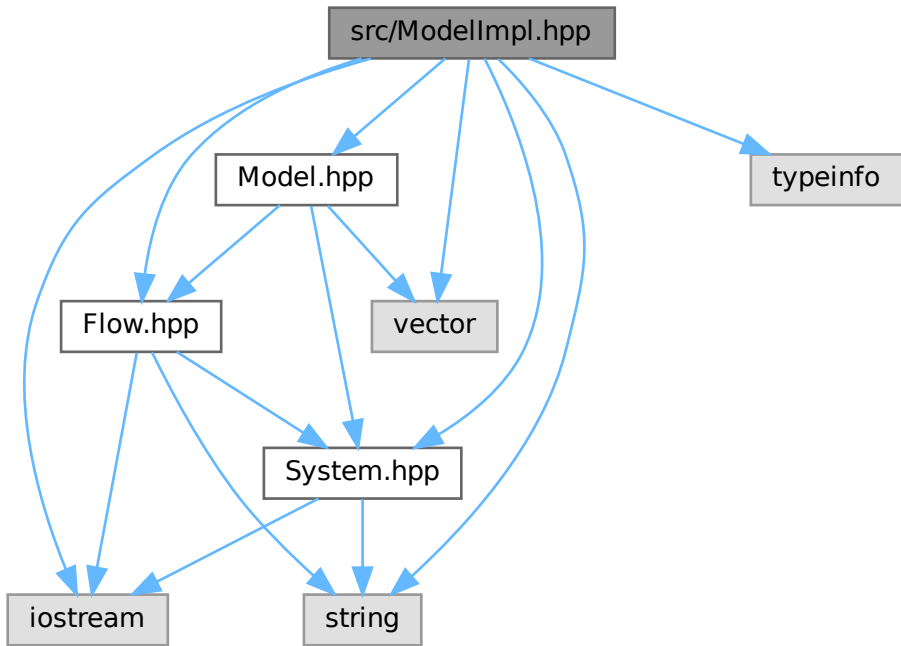 src/ModelImpl.hpp
Model.hpp
typeinfo
Flow.hpp
vector
System.hpp
iostream
string